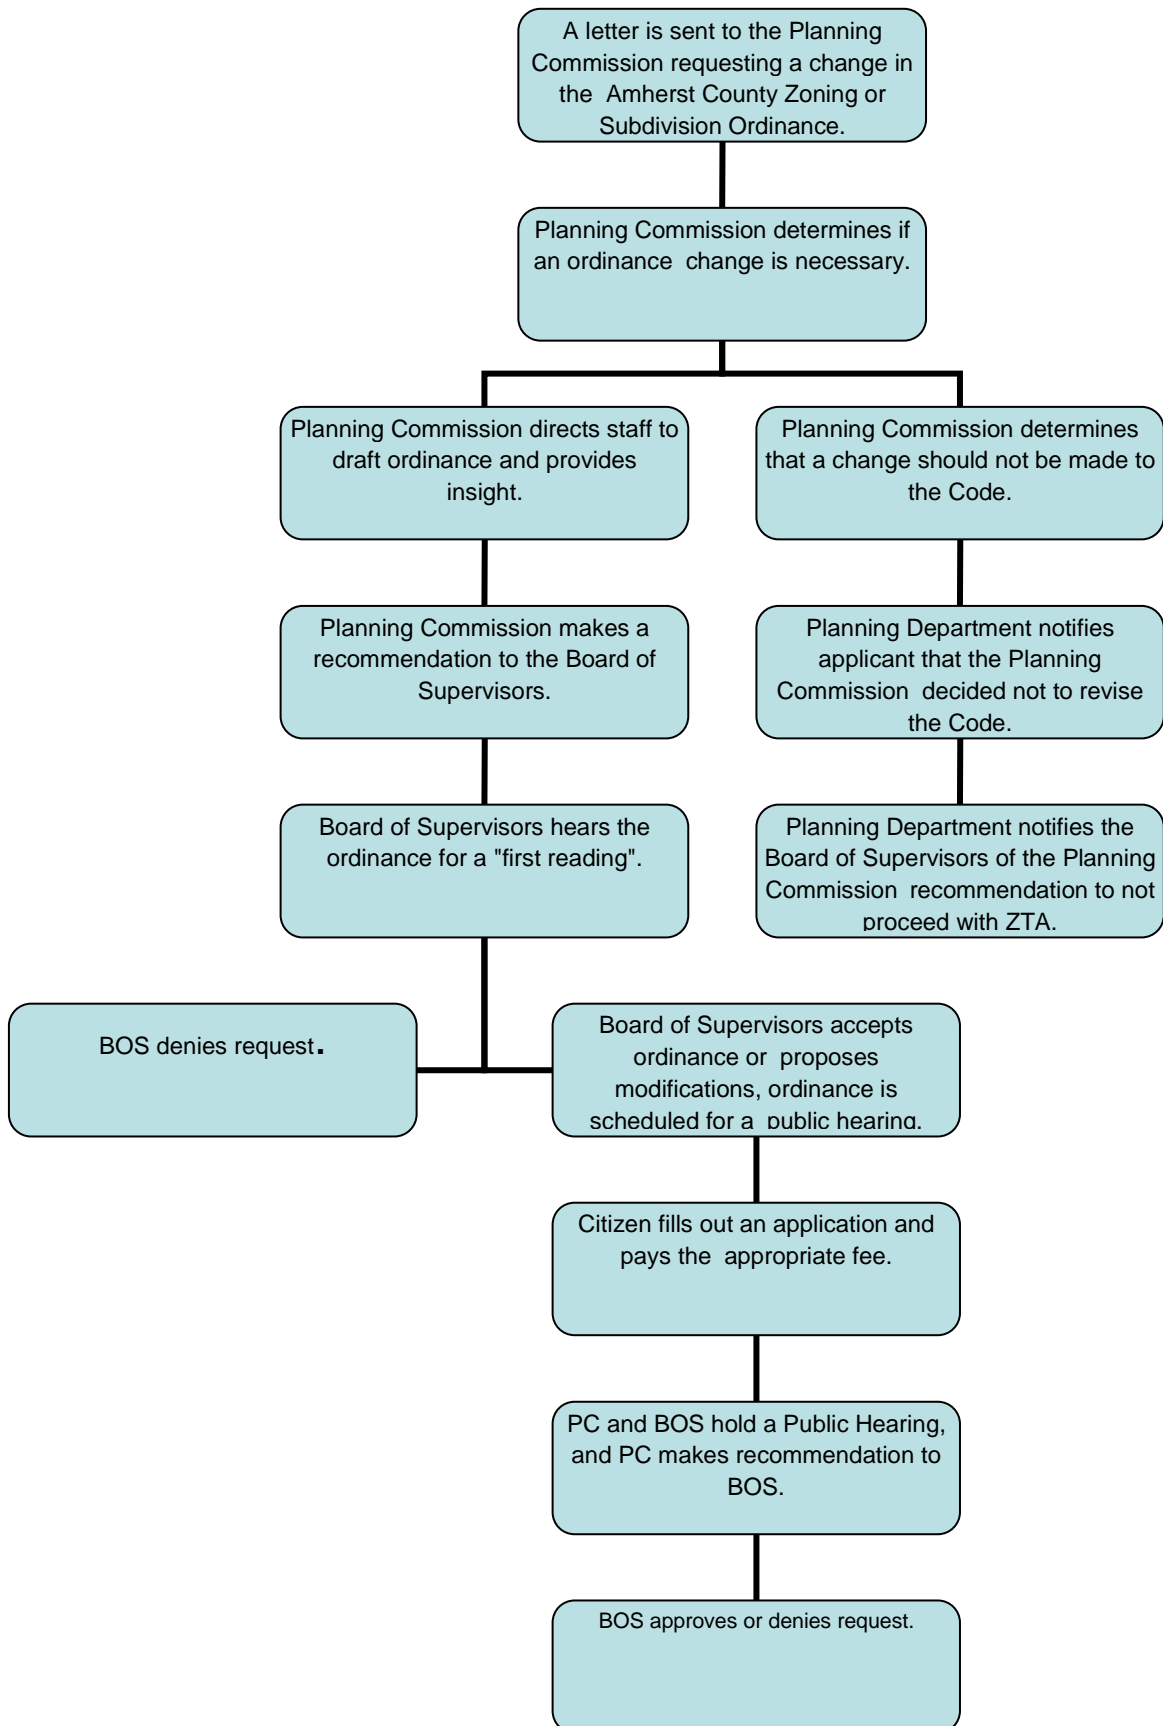 A letter is sent to the Planning
Commission requesting a change in
the Amherst County Zoning or
Subdivision Ordinance.
Planning Commission determines if
an ordinance change is necessary.
Planning Commission directs staff to
draft ordinance and provides
insight.
Planning Commission determines
that a change should not be made to
the Code.
Planning Commission makes a
recommendation to the Board of
Supervisors.
Planning Department notifies
applicant that the Planning
Commission decided not to revise
the Code.
Board of Supervisors hears the
ordinance for a "first reading".
Planning Department notifies the
Board of Supervisors of the Planning
Commission recommendation to not
proceed with ZTA.
BOS denies request.
Board of Supervisors accepts
ordinance or proposes
modifications, ordinance is
scheduled for a public hearing.
Citizen fills out an application and
pays the appropriate fee.
PC and BOS hold a Public Hearing,
and PC makes recommendation to
BOS.
BOS approves or denies request.